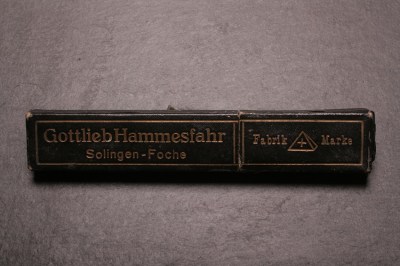 Gottlieb Hammesfahr
Solingen-Foche
Fabrik Marke